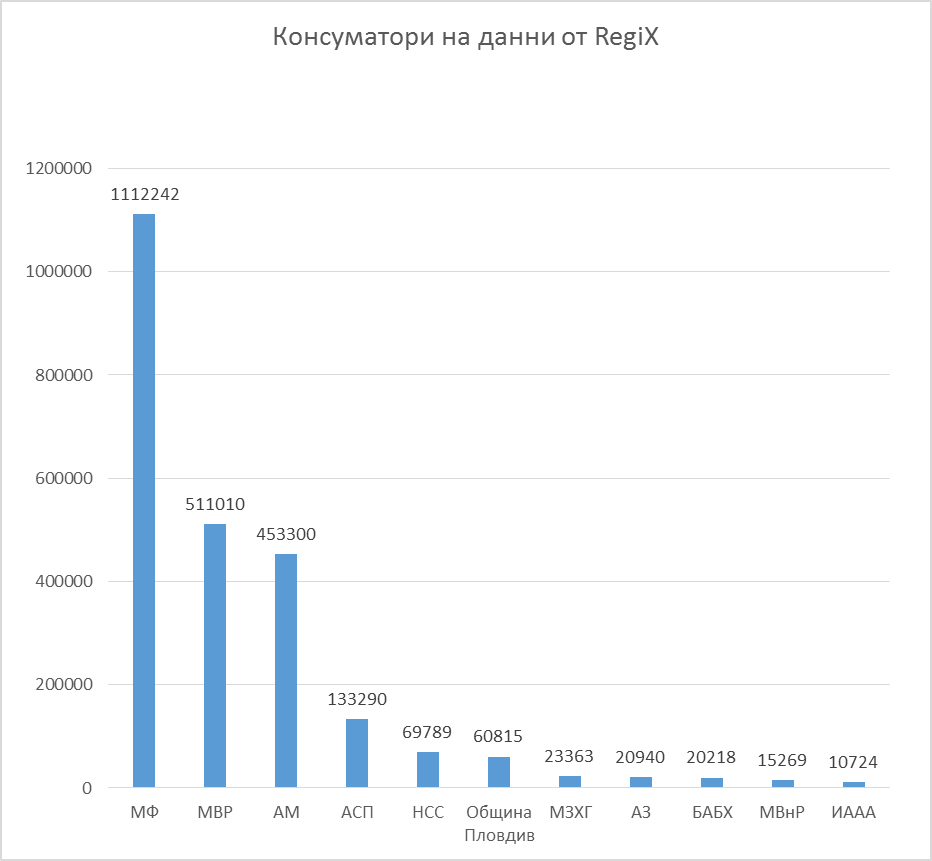 Консуматори на данни от RegiX
1200000
1000000
800000
600000
400000
200000
0
1112242
511010
453300
133290
69789
60815
23363
20940
20218
15269
10724
МФ
МВР
АМ
АСП
НСС
Община
Пловдив
МЗХГ
АЗ
БАБХ
МВнР
ИААА